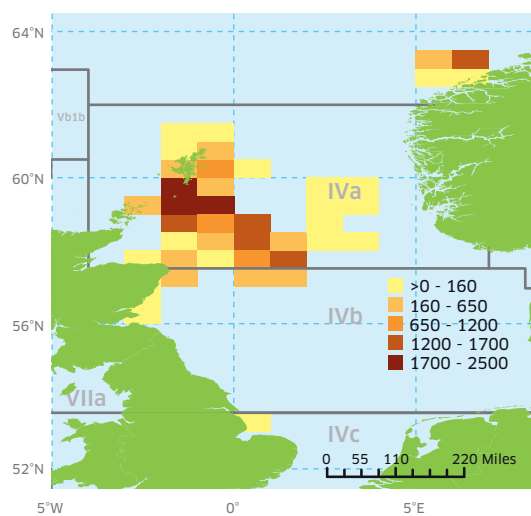 64°N
Vb1b
60°N
IVa
>0 - 160
160 - 650
IVb
650 - 1200
56°N
1200 - 1700
1700 - 2500
VIIa
IVc
0 55 110 220 Miles
52°N
5°W 0° 5°E